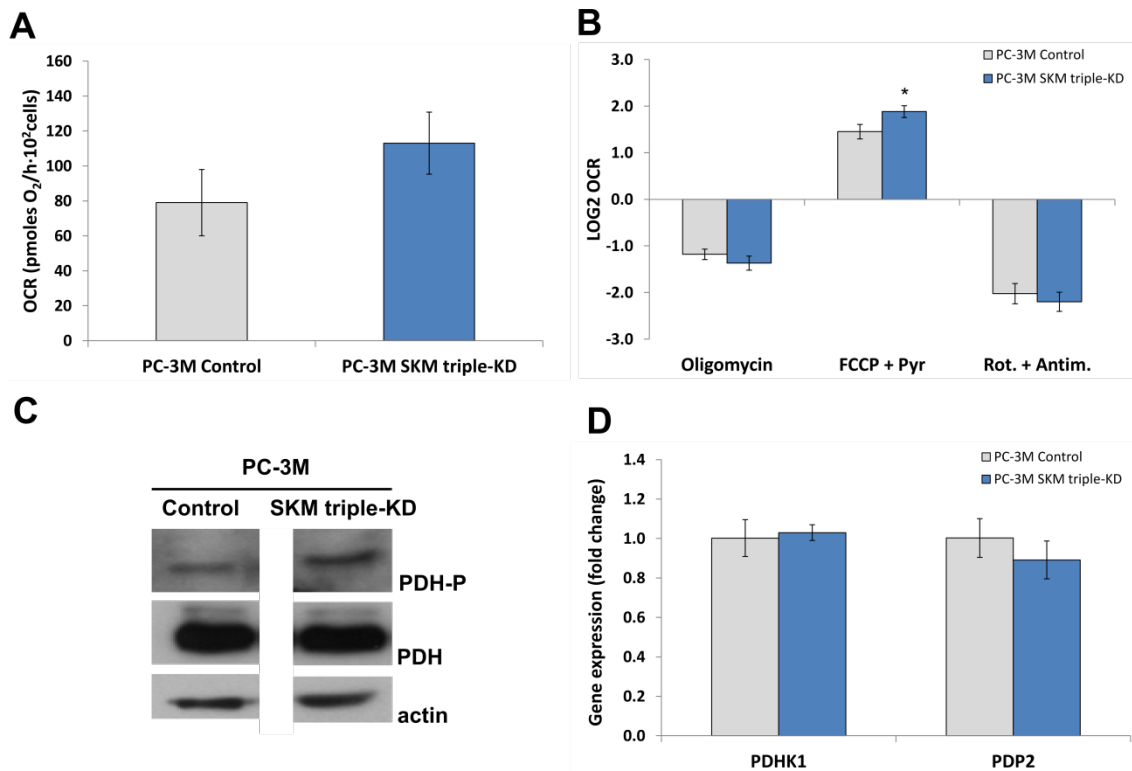 A
160
140
120
100
80
60
40
20
0
OCR (pmoles O₂/h·10²cells)
PC-3M Control
PC-3M SKM triple-KD
B
PC-3M Control
PC-3M SKM triple-KD
3.0
2.0
1.0
0.0
-1.0
-2.0
-3.0
LOG2 OCR
*
Oligomycin
FCCP + Pyr
Rot. + Antim.
C
PC-3M
Control
SKM triple-KD
PDH-P
PDH
actin
D
PC-3M Control
PC-3M SKM triple-KD
1.4
1.2
1.0
0.8
0.6
0.4
0.2
0.0
Gene expression (fold change)
PDHK1
PDP2